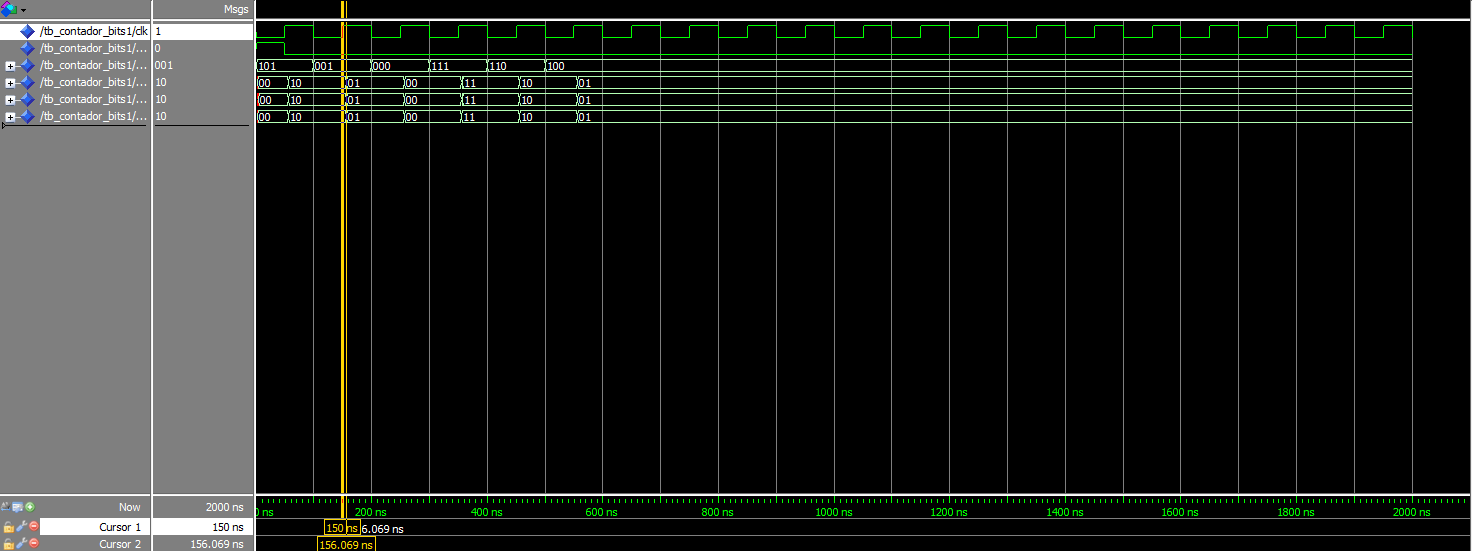 Msgs
/tb_contador_bits1/clk 1
/tb_contador_bits1/... 0
/tb_contador_bits1/... 001 101 001 000 111 110 100
/tb_contador_bits1/... 10 00 10 01 00 11 10 01
/tb_contador_bits1/... 10 00 10 01 00 11 10 01
/tb_contador_bits1/... 10 00 10 01 00 11 10 01
Now 2000 ns ns 200 ns 400 ns 600 ns 800 ns 1000 ns 1200 ns 1400 ns 1600 ns 1800 ns 2000 ns
Cursor 1 150 ns 150 ns 6.069 ns
Cursor 2 156.069 ns 156.069 ns